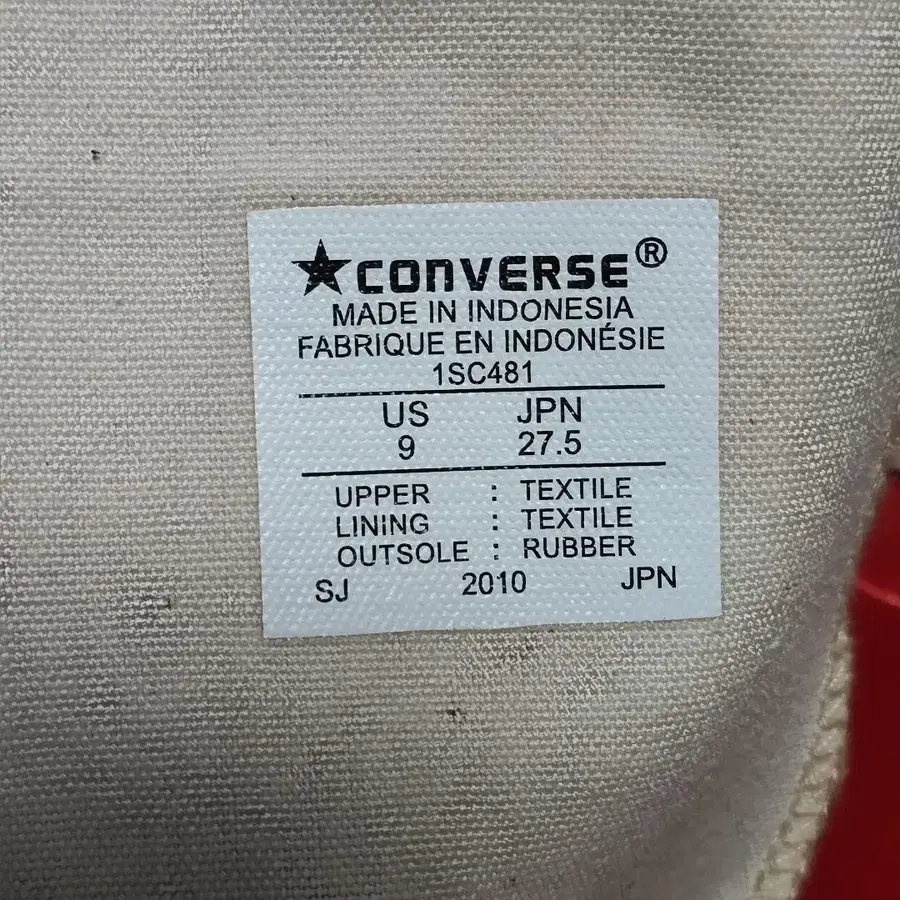 ★CONVERSE®
MADE IN INDONESIA
FABRIQUE EN INDONÉSIE
1SC481
US JPN
9 27.5
UPPER : TEXTILE
LINING : TEXTILE
OUTSOLE : RUBBER
SJ 2010 JPN